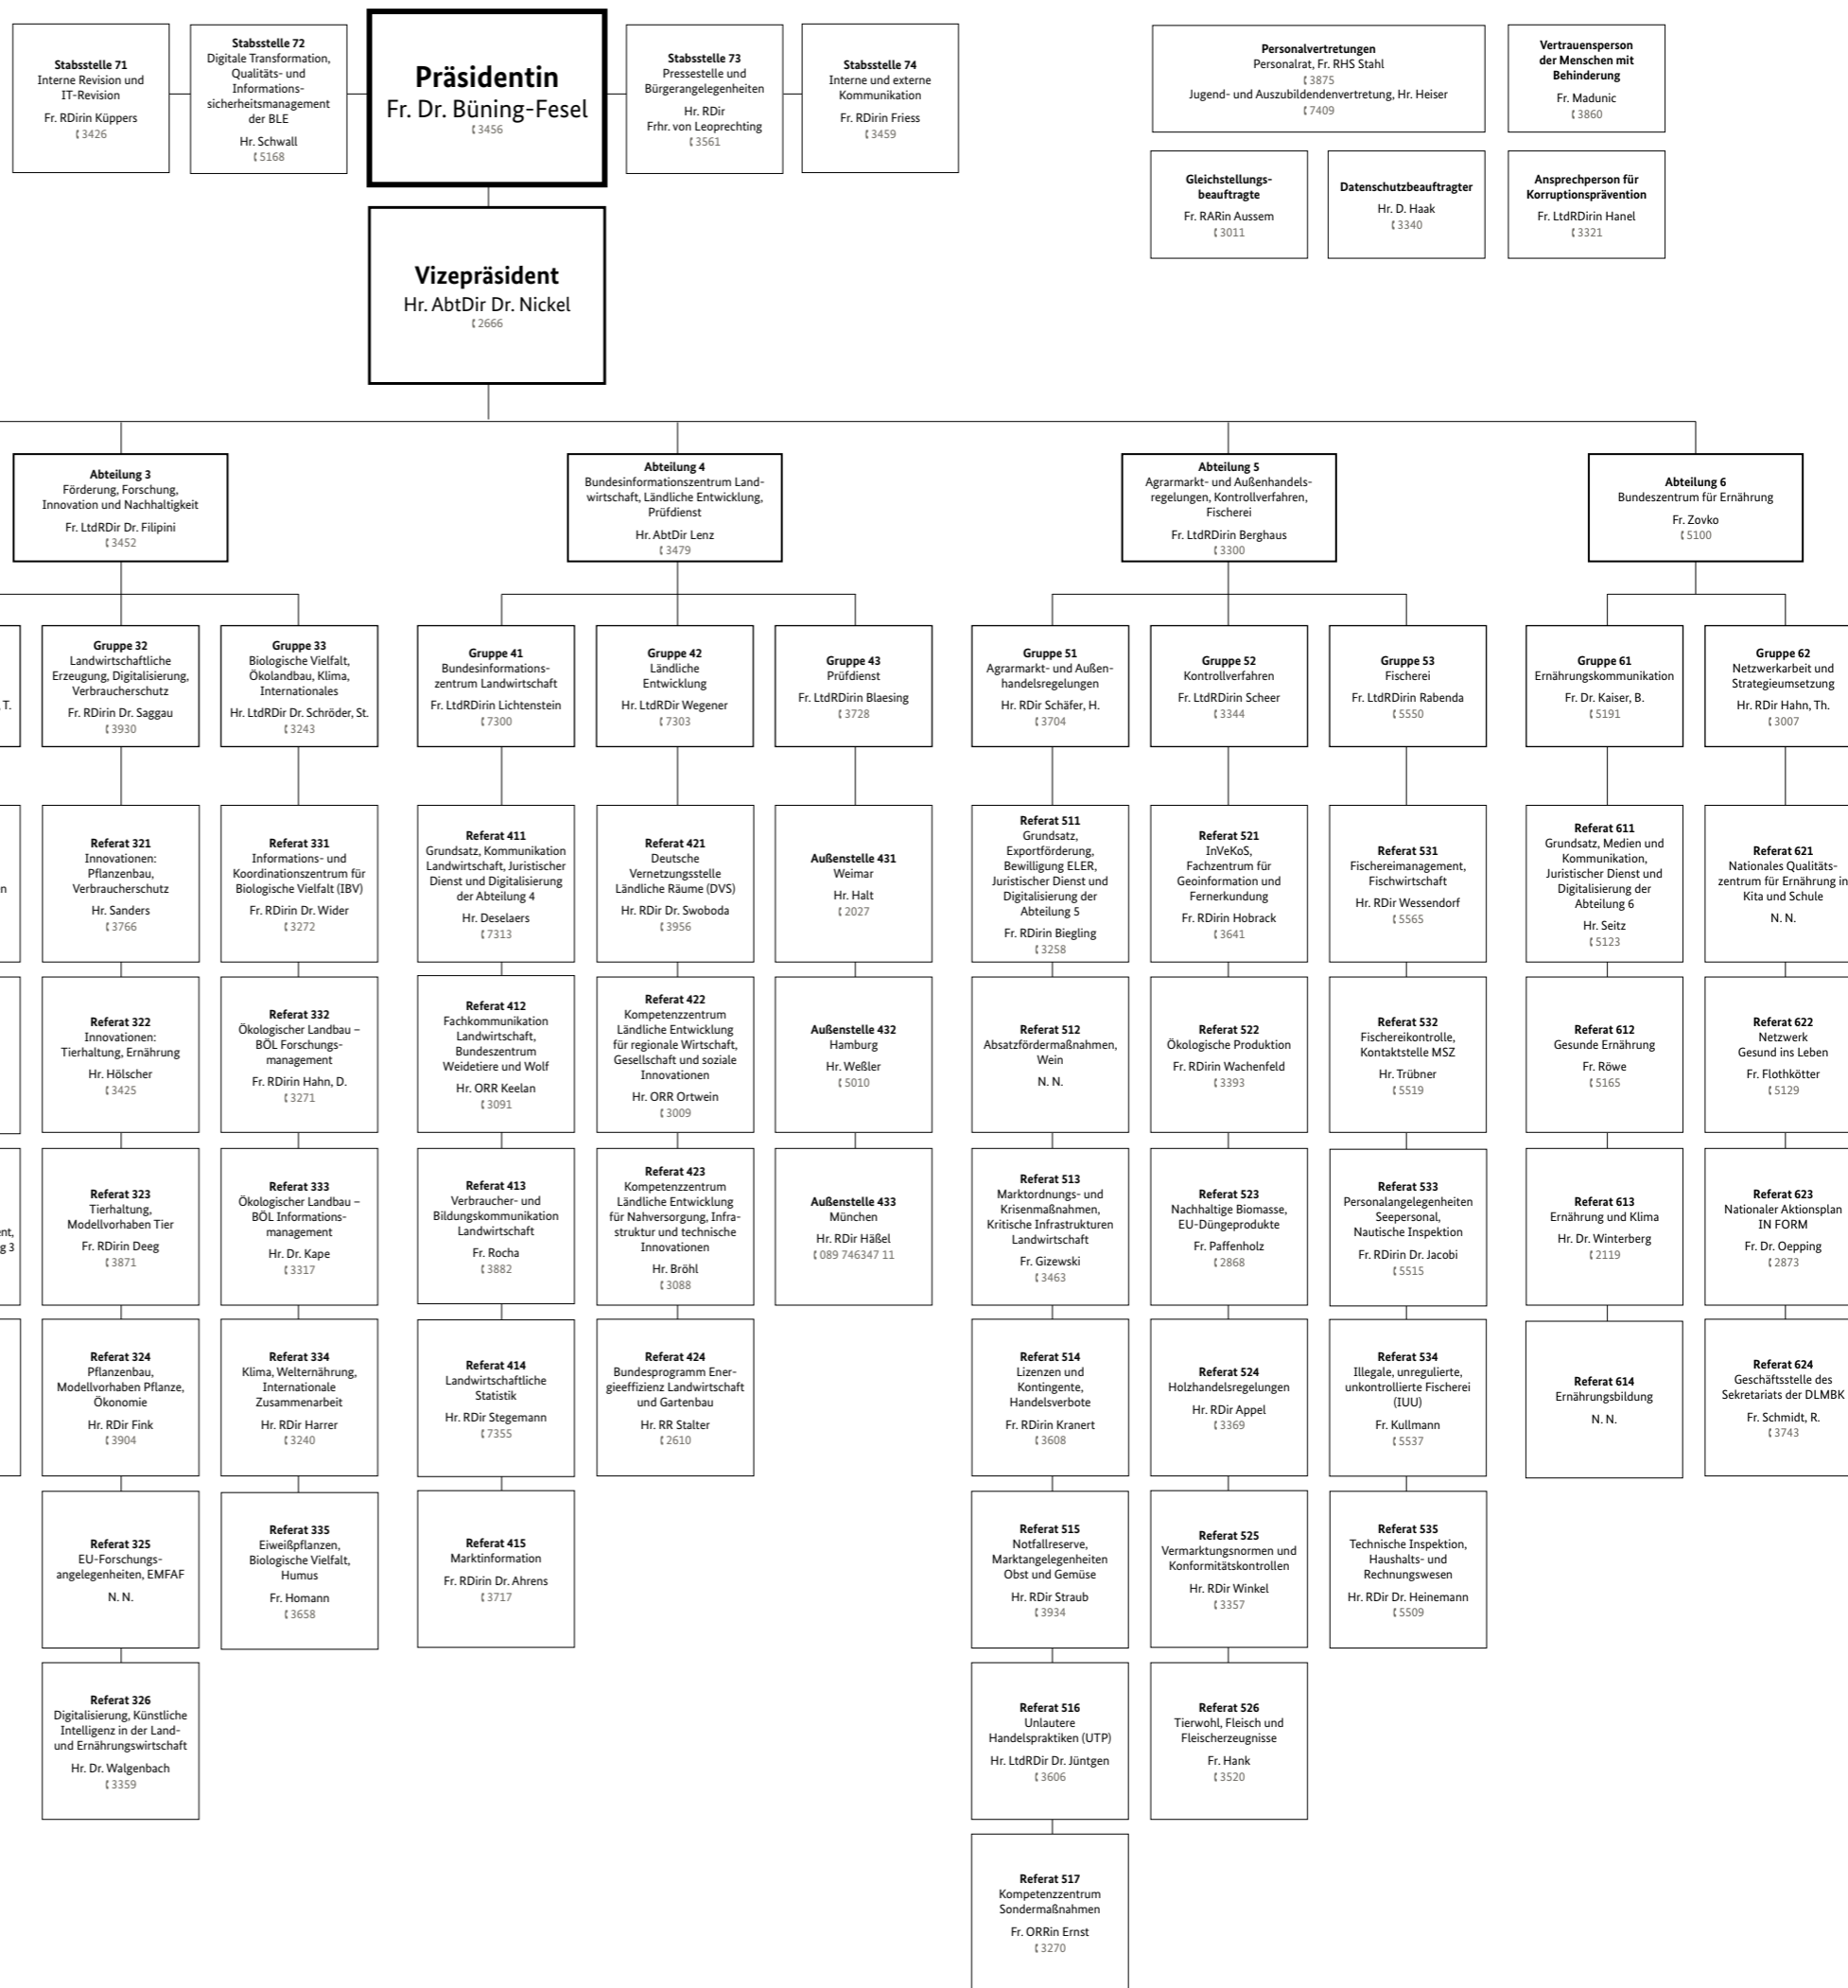 Stabsstelle 71
Interne Revision und
IT-Revision
Fr. RDirin Küppers
3426
Stabsstelle 72
Digitale Transformation,
Qualitäts- und
Informations-
sicherheitsmanagement
der BLE
Hr. Schwall
5168
Präsidentin
Fr. Dr. Büning-Fesel
3456
Stabsstelle 73
Pressestelle und
Bürgerangelegenheiten
Hr. RDir
Frhr. von Leoprechting
3561
Stabsstelle 74
Interne und externe
Kommunikation
Fr. RDirin Friess
3459
Personalvertretungen
Personalrat, Fr. RHS Stahl
3875
Jugend- und Auszubildendenvertretung, Hr. Heiser
7409
Vertrauensperson
der Menschen mit
Behinderung
Fr. Madunic
3860
Gleichstellungs-
beauftragte
Fr. RARin Aussem
3011
Datenschutzbeauftragter
Hr. D. Haak
3340
Ansprechperson für
Korruptionsprävention
Fr. LtdRDirin Hanel
3321
Vizepräsident
Hr. AbtDir Dr. Nickel
2666
Abteilung 3
Förderung, Forschung,
Innovation und Nachhaltigkeit
Fr. LtdRDir Dr. Filipini
3452
Abteilung 4
Bundesinformationszentrum Land-
wirtschaft, Ländliche Entwicklung,
Prüfdienst
Hr. AbtDir Lenz
3479
Abteilung 5
Agrarmarkt- und Außenhandels-
regelungen, Kontrollverfahren,
Fischerei
Fr. LtdRDirin Berghaus
3300
Abteilung 6
Bundeszentrum für Ernährung
Fr. Zovko
5100
T.
Gruppe 32
Landwirtschaftliche
Erzeugung, Digitalisierung,
Verbraucherschutz
Fr. RDirin Dr. Saggau
3930
Gruppe 33
Biologische Vielfalt,
Ökolandbau, Klima,
Internationales
Hr. LtdRDir Dr. Schröder, St.
3243
Gruppe 41
Bundesinformations-
zentrum Landwirtschaft
Fr. LtdRDirin Lichtenstein
7300
Gruppe 42
Ländliche
Entwicklung
Hr. LtdRDir Wegener
7303
Gruppe 43
Prüfdienst
Fr. LtdRDirin Blaesing
3728
Gruppe 51
Agrarmarkt- und Außen-
handelsregelungen
Hr. RDir Schäfer, H.
3704
Gruppe 52
Kontrollverfahren
Fr. LtdRDirin Scheer
3344
Gruppe 53
Fischerei
Fr. LtdRDirin Rabenda
5550
Gruppe 61
Ernährungskommunikation
Fr. Dr. Kaiser, B.
5191
Gruppe 62
Netzwerkarbeit und
Strategieumsetzung
Hr. RDir Hahn, Th.
3007
n
Referat 321
Innovationen:
Pflanzenbau,
Verbraucherschutz
Hr. Sanders
3766
Referat 331
Informations- und
Koordinationszentrum für
Biologische Vielfalt (IBV)
Fr. RDirin Dr. Wider
3272
Referat 411
Grundsatz, Kommunikation
Landwirtschaft, Juristischer
Dienst und Digitalisierung
der Abteilung 4
Hr. Deselaers
7313
Referat 421
Deutsche
Vernetzungsstelle
Ländliche Räume (DVS)
Hr. RDir Dr. Swoboda
3956
Außenstelle 431
Weimar
Hr. Halt
2027
Referat 511
Grundsatz,
Exportförderung,
Bewilligung ELER,
Juristischer Dienst und
Digitalisierung der
Abteilung 5
Fr. RDirin Biegling
3258
Referat 521
InVeKoS,
Fachzentrum für
Geoinformation und
Fernerkundung
Fr. RDirin Hobrack
3641
Referat 531
Fischereimanagement,
Fischwirtschaft
Hr. RDir Wessendorf
5565
Referat 611
Grundsatz, Medien und
Kommunikation,
Juristischer Dienst und
Digitalisierung der
Abteilung 6
Hr. Seitz
5123
Referat 621
Nationales Qualitäts-
zentrum für Ernährung in
Kita und Schule
N. N.
Referat 322
Innovationen:
Tierhaltung, Ernährung
Hr. Hölscher
3425
Referat 332
Ökologischer Landbau –
BÖL Forschungs-
management
Fr. RDirin Hahn, D.
3271
Referat 412
Fachkommunikation
Landwirtschaft,
Bundeszentrum
Weidetiere und Wolf
Hr. ORR Keelan
3091
Referat 422
Kompetenzzentrum
Ländliche Entwicklung
für regionale Wirtschaft,
Gesellschaft und soziale
Innovationen
Hr. ORR Ortwein
3009
Außenstelle 432
Hamburg
Hr. Weßler
5010
Referat 512
Absatzfördermaßnahmen,
Wein
N. N.
Referat 522
Ökologische Produktion
Fr. RDirin Wachenfeld
3393
Referat 532
Fischereikontrolle,
Kontaktstelle MSZ
Hr. Trübner
5519
Referat 612
Gesunde Ernährung
Fr. Röwe
5165
Referat 622
Netzwerk
Gesund ins Leben
Fr. Flothkötter
5129
nt,
g 3
Referat 323
Tierhaltung,
Modellvorhaben Tier
Fr. RDirin Deeg
3871
Referat 333
Ökologischer Landbau –
BÖL Informations-
management
Hr. Dr. Kape
3317
Referat 413
Verbraucher- und
Bildungskommunikation
Landwirtschaft
Fr. Rocha
3882
Referat 423
Kompetenzzentrum
Ländliche Entwicklung
für Nahversorgung, Infra-
struktur und technische
Innovationen
Hr. Bröhl
3088
Außenstelle 433
München
Hr. RDir Häßel
089 746347 11
Referat 513
Marktordnungs- und
Krisenmaßnahmen,
Kritische Infrastrukturen
Landwirtschaft
Fr. Gizewski
3463
Referat 523
Nachhaltige Biomasse,
EU-Düngeprodukte
Fr. Paffenholz
2868
Referat 533
Personalangelegenheiten
Seepersonal,
Nautische Inspektion
Fr. RDirin Dr. Jacobi
5515
Referat 613
Ernährung und Klima
Hr. Dr. Winterberg
2119
Referat 623
Nationaler Aktionsplan
IN FORM
Fr. Dr. Oepping
2873
Referat 324
Pflanzenbau,
Modellvorhaben Pflanze,
Ökonomie
Hr. RDir Fink
3904
Referat 334
Klima, Welternährung,
Internationale
Zusammenarbeit
Hr. RDir Harrer
3240
Referat 414
Landwirtschaftliche
Statistik
Hr. RDir Stegemann
7355
Referat 424
Bundesprogramm Ener-
gieeffizienz Landwirtschaft
und Gartenbau
Hr. RR Stalter
2610
Referat 514
Lizenzen und
Kontingente,
Handelsverbote
Fr. RDirin Kranert
3608
Referat 524
Holzhandelsregelungen
Hr. RDir Appel
3369
Referat 534
Illegale, unregulierte,
unkontrollierte Fischerei
(IUU)
Fr. Kullmann
5537
Referat 614
Ernährungsbildung
N. N.
Referat 624
Geschäftsstelle des
Sekretariats der DLMBK
Fr. Schmidt, R.
3743
Referat 325
EU-Forschungs-
angelegenheiten, EMFAF
N. N.
Referat 335
Eiweißpflanzen,
Biologische Vielfalt,
Humus
Fr. Homann
3658
Referat 415
Marktinformation
Fr. RDirin Dr. Ahrens
3717
Referat 515
Notfallreserve,
Marktangelegenheiten
Obst und Gemüse
Hr. RDir Straub
3934
Referat 525
Vermarktungsnormen und
Konformitätskontrollen
Hr. RDir Winkel
3357
Referat 535
Technische Inspektion,
Haushalts- und
Rechnungswesen
Hr. RDir Dr. Heinemann
5509
Referat 326
Digitalisierung, Künstliche
Intelligenz in der Land-
und Ernährungswirtschaft
Hr. Dr. Walgenbach
3359
Referat 516
Unlautere
Handelspraktiken (UTP)
Hr. LtdRDir Dr. Jüntgen
3606
Referat 526
Tierwohl, Fleisch und
Fleischerzeugnisse
Fr. Hank
3520
Referat 517
Kompetenzzentrum
Sondermaßnahmen
Fr. ORRin Ernst
3270